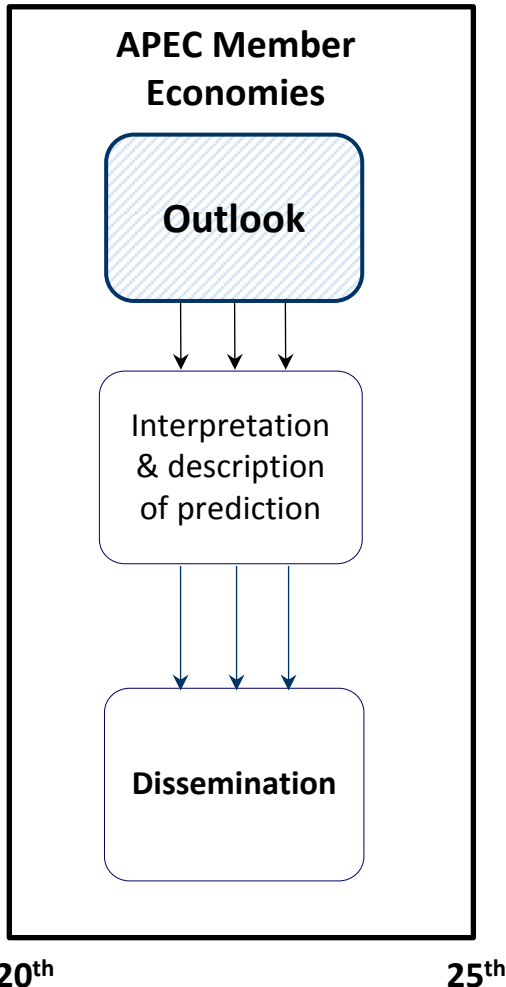 APEC Member
Economies
Outlook
Interpretation
& description
of prediction
Dissemination
20th 25th